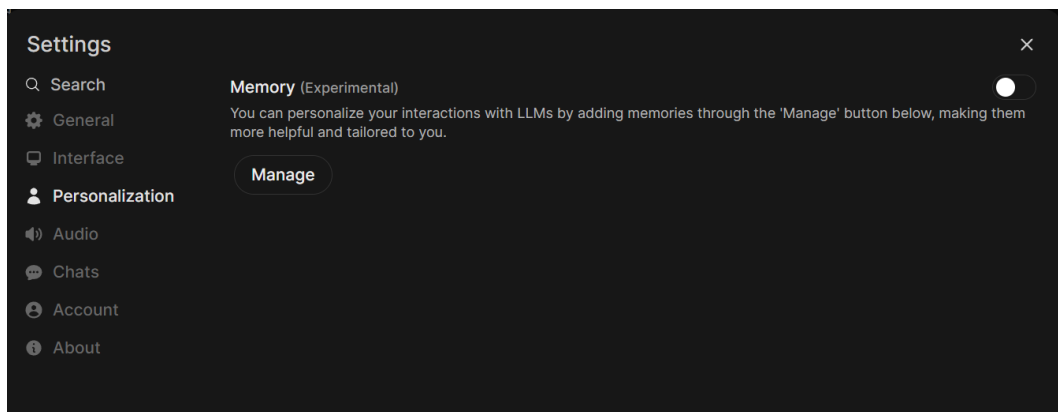 Settings
Search
General
Interface
Personalization
Audio
Chats
Account
About
Memory (Experimental)
You can personalize your interactions with LLMs by adding memories through the 'Manage' button below, making them
more helpful and tailored to you.
Manage